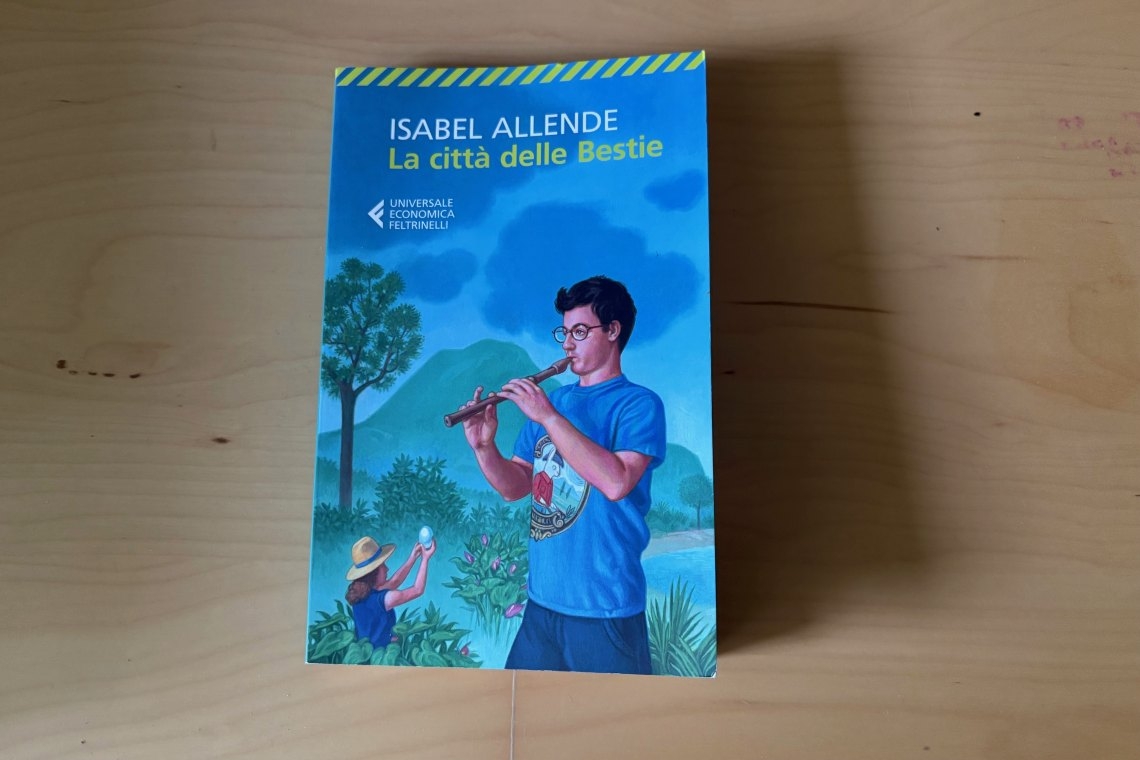 ISABEL ALLENDE
La città delle Bestie
UNIVERSALE
ECONOMICA
FELTRINELLI